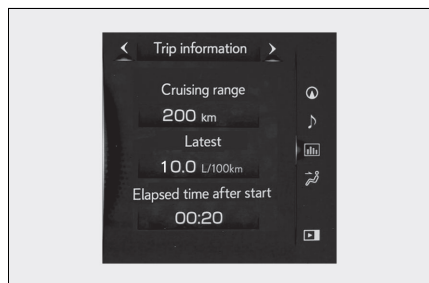 Trip information
Cruising range
200 km
Latest
10.0 L/100km
Elapsed time after start
00:20